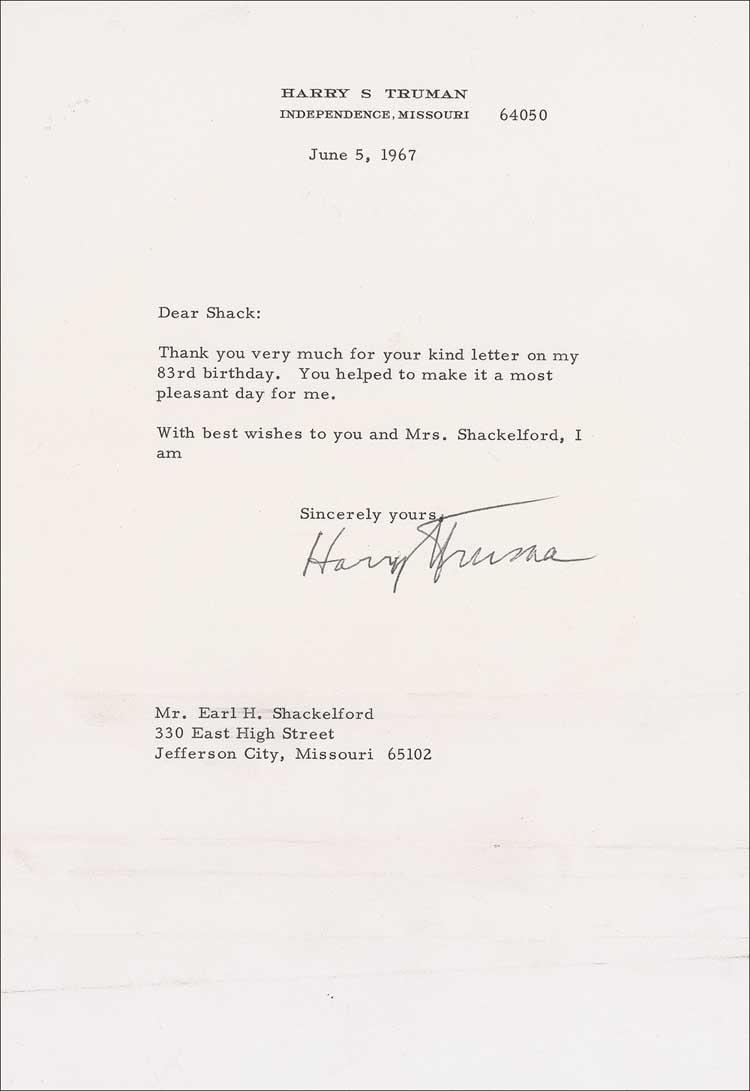 HARRY S TRUMAN
INDEPENDENCE, MISSOURI 64050
June 5, 1967
Dear Shack:
Thank you very much for your kind letter on my
83rd birthday. You helped to make it a most
pleasant day for me.
With best wishes to you and Mrs. Shackelford, I
am
Sincerely yours,
Harry Truman
Mr. Earl H. Shackelford
330 East High Street
Jefferson City, Missouri 65102